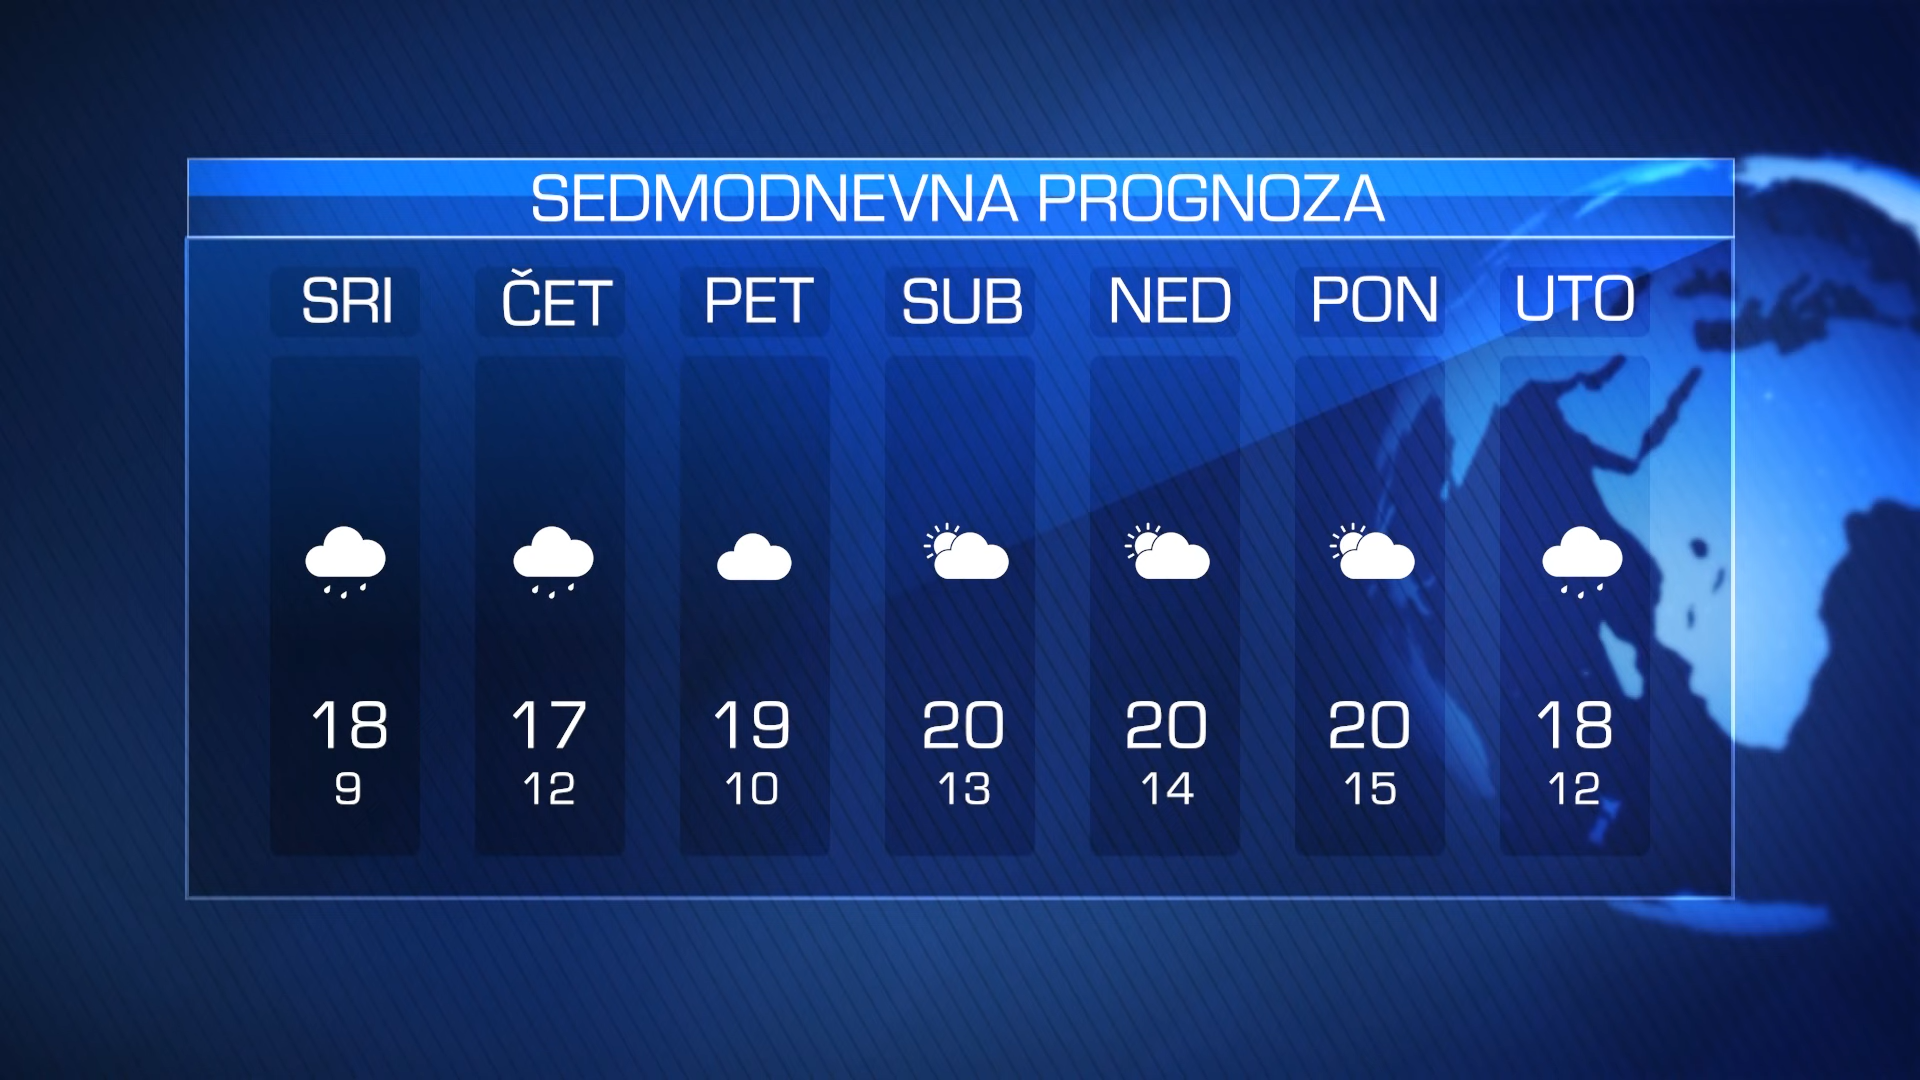 SEDMODNEVNA PROGNOZA
SRI ČET PET SUB NED PON UTO
18 17 19 20 20 20 18
9 12 10 13 14 15 12